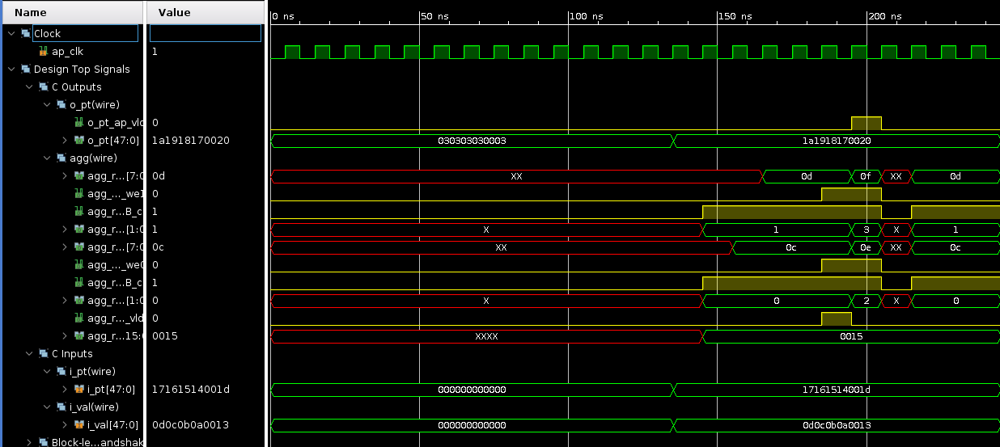 Name Value 0 ns 50 ns 100 ns 150 ns 200 ns
Clock
ap_clk 1
Design Top Signals
C Outputs
o_pt(wire)
o_pt_ap_vld 0
o_pt[47:0] 1a1918170020 030303030003 1a1918170020
agg(wire)
agg_r...[7:0 0d XX 0d 0f XX 0d
agg_..._we1 0
agg_r...B_c 1
agg_r...[1:0 1 X 1 3 X 1
agg_r...[7:0 0c XX 0c 0e XX 0c
agg_..._we0 0
agg_r...B_c 1
agg_r...[1:0 0 X 0 2 X 0
agg_r..._vld 0
agg_r...15:0 0015 XXXX 0015
C Inputs
i_pt(wire)
i_pt[47:0] 17161514001d 000000000000 17161514001d
i_val(wire)
i_val[47:0] 0d0c0b0a0013 000000000000 0d0c0b0a0013
Block-le...andshak